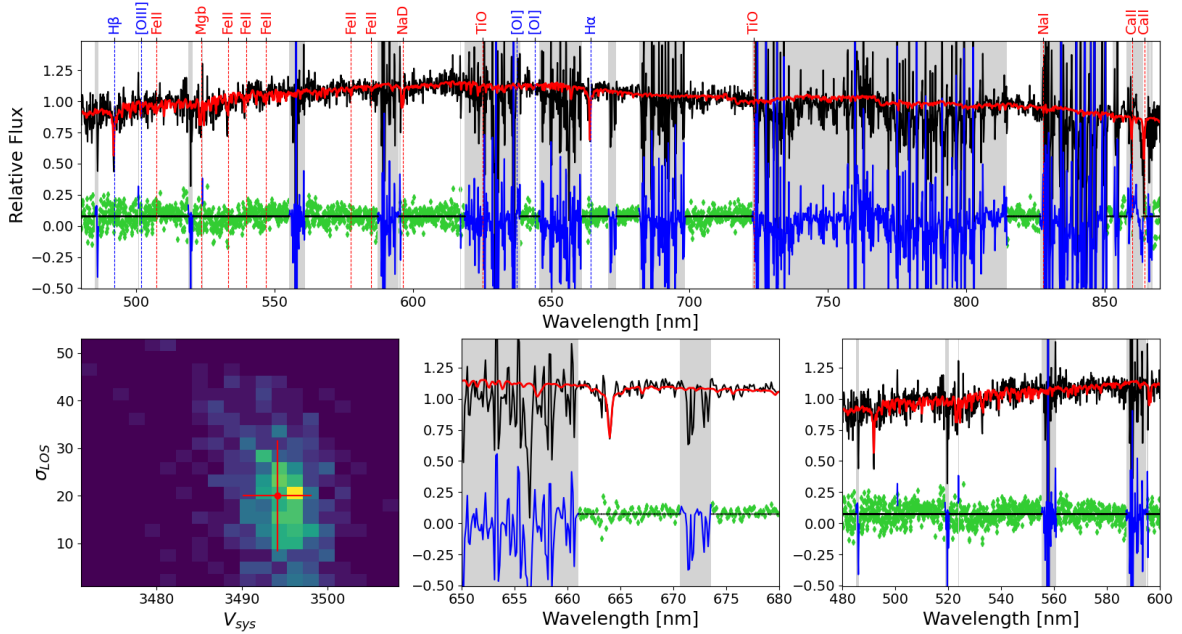 Hβ [OIII] FeII Mgb FeII FeII FeII FeII FeII NaD TiO [OI] [OI] Hα TiO NaI CaII CaII
Relative Flux
1.25
1.00
0.75
0.50
0.25
0.00
−0.25
−0.50
500 550 600 650 700 750 800 850
Wavelength [nm]
σLOS
50
40
30
20
10
3480 3490 3500
Vsys
1.25
1.00
0.75
0.50
0.25
0.00
−0.25
−0.50
650 655 660 665 670 675 680
Wavelength [nm]
1.25
1.00
0.75
0.50
0.25
0.00
−0.25
−0.50
480 500 520 540 560 580 600
Wavelength [nm]